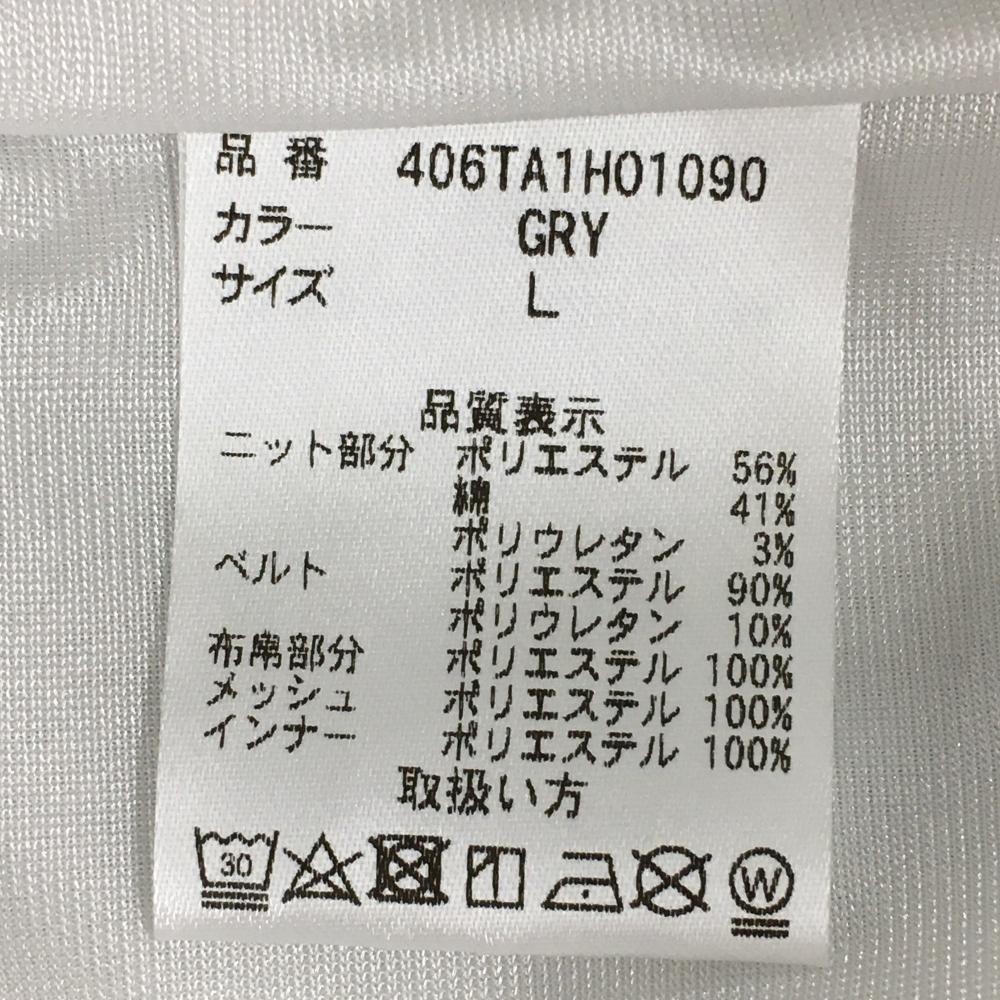 品番 406TA1H01090
カラー GRY
サイズ L
品質表示
ニット部分 ポリエステル 56%
綿 41%
ポリウレタン 3%
ベルト ポリエステル 90%
ポリウレタン 10%
布帛部分 ポリエステル 100%
メッシュ ポリエステル 100%
インナー ポリエステル 100%
取扱い方
30 W